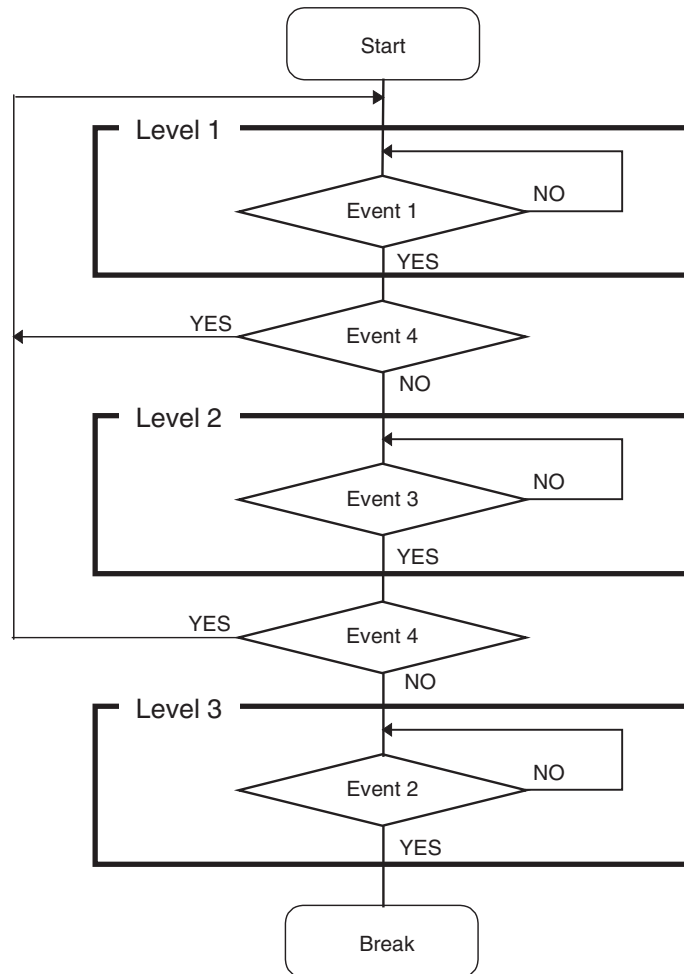 Start
Level 1
Event 1
NO
YES
YES
Event 4
NO
Level 2
Event 3
NO
YES
YES
Event 4
NO
Level 3
Event 2
NO
YES
Break